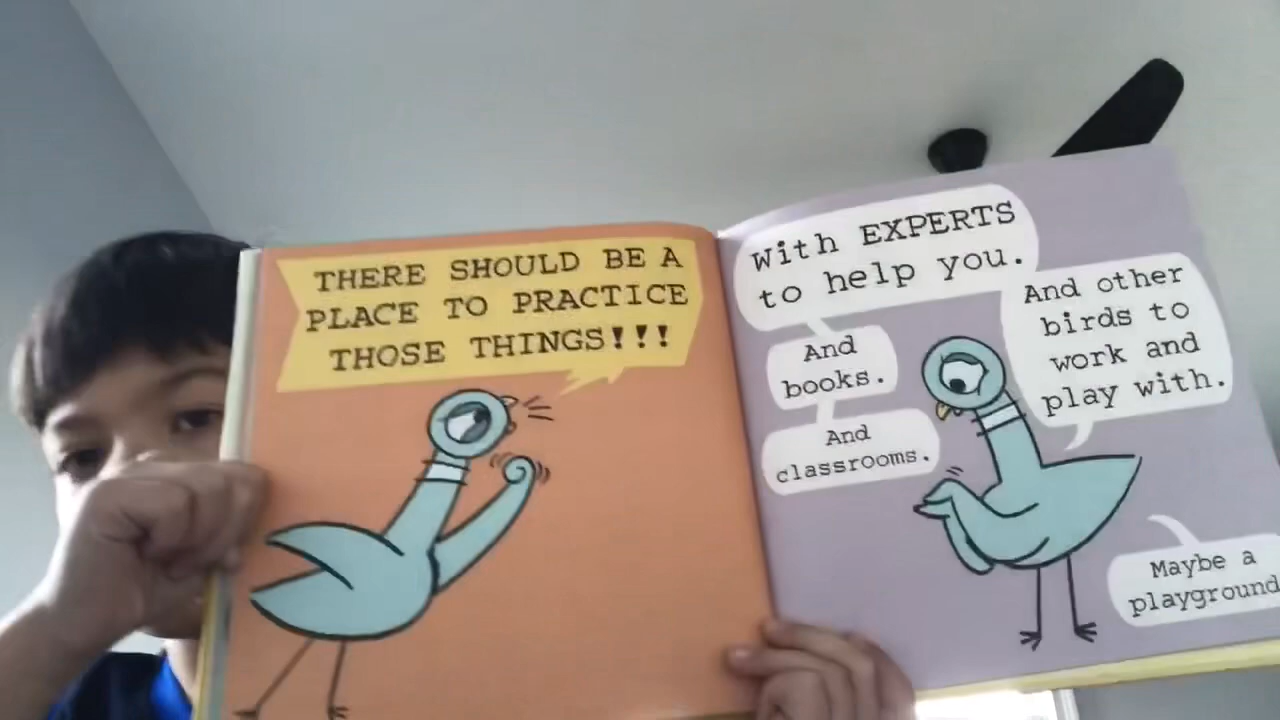 THERE SHOULD BE A
PLACE TO PRACTICE
THOSE THINGS!!!
With EXPERTS
to help you.
And
books.
And
classrooms.
And other
birds to
work and
play with.
Maybe a
playground